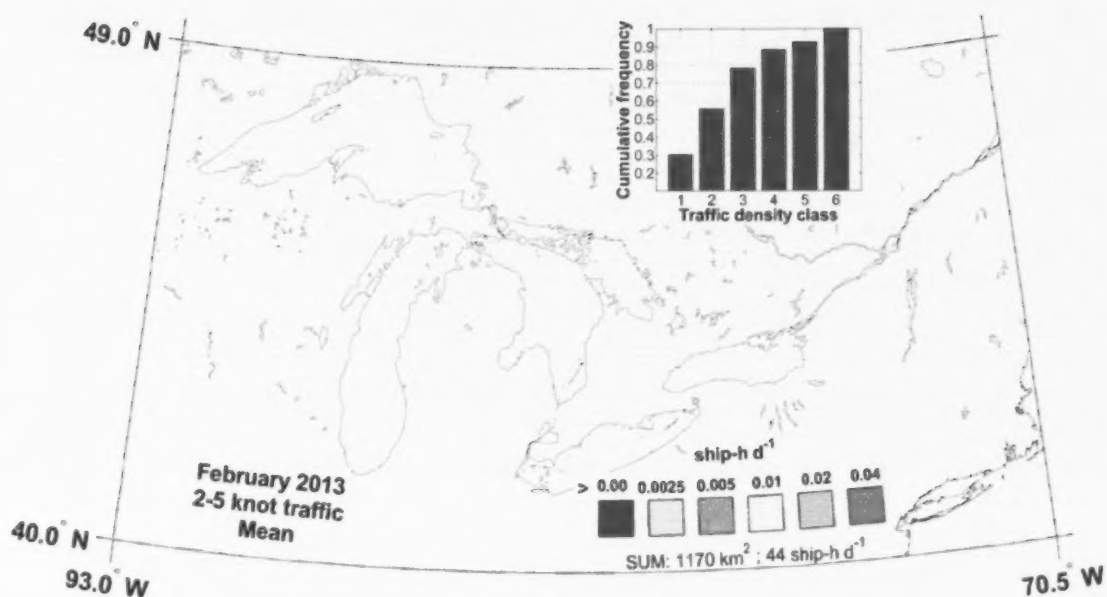 49.0° N
1
0.9
0.8
0.7
0.6
0.5
0.4
0.3
0.2
Cumulative frequency
1 2 3 4 5 6
Traffic density class
February 2013
2-5 knot traffic
Mean
ship-h d-1
> 0.00 0.0025 0.005 0.01 0.02 0.04
SUM: 1170 km2 ; 44 ship-h d-1
40.0° N
93.0° W
70.5° W